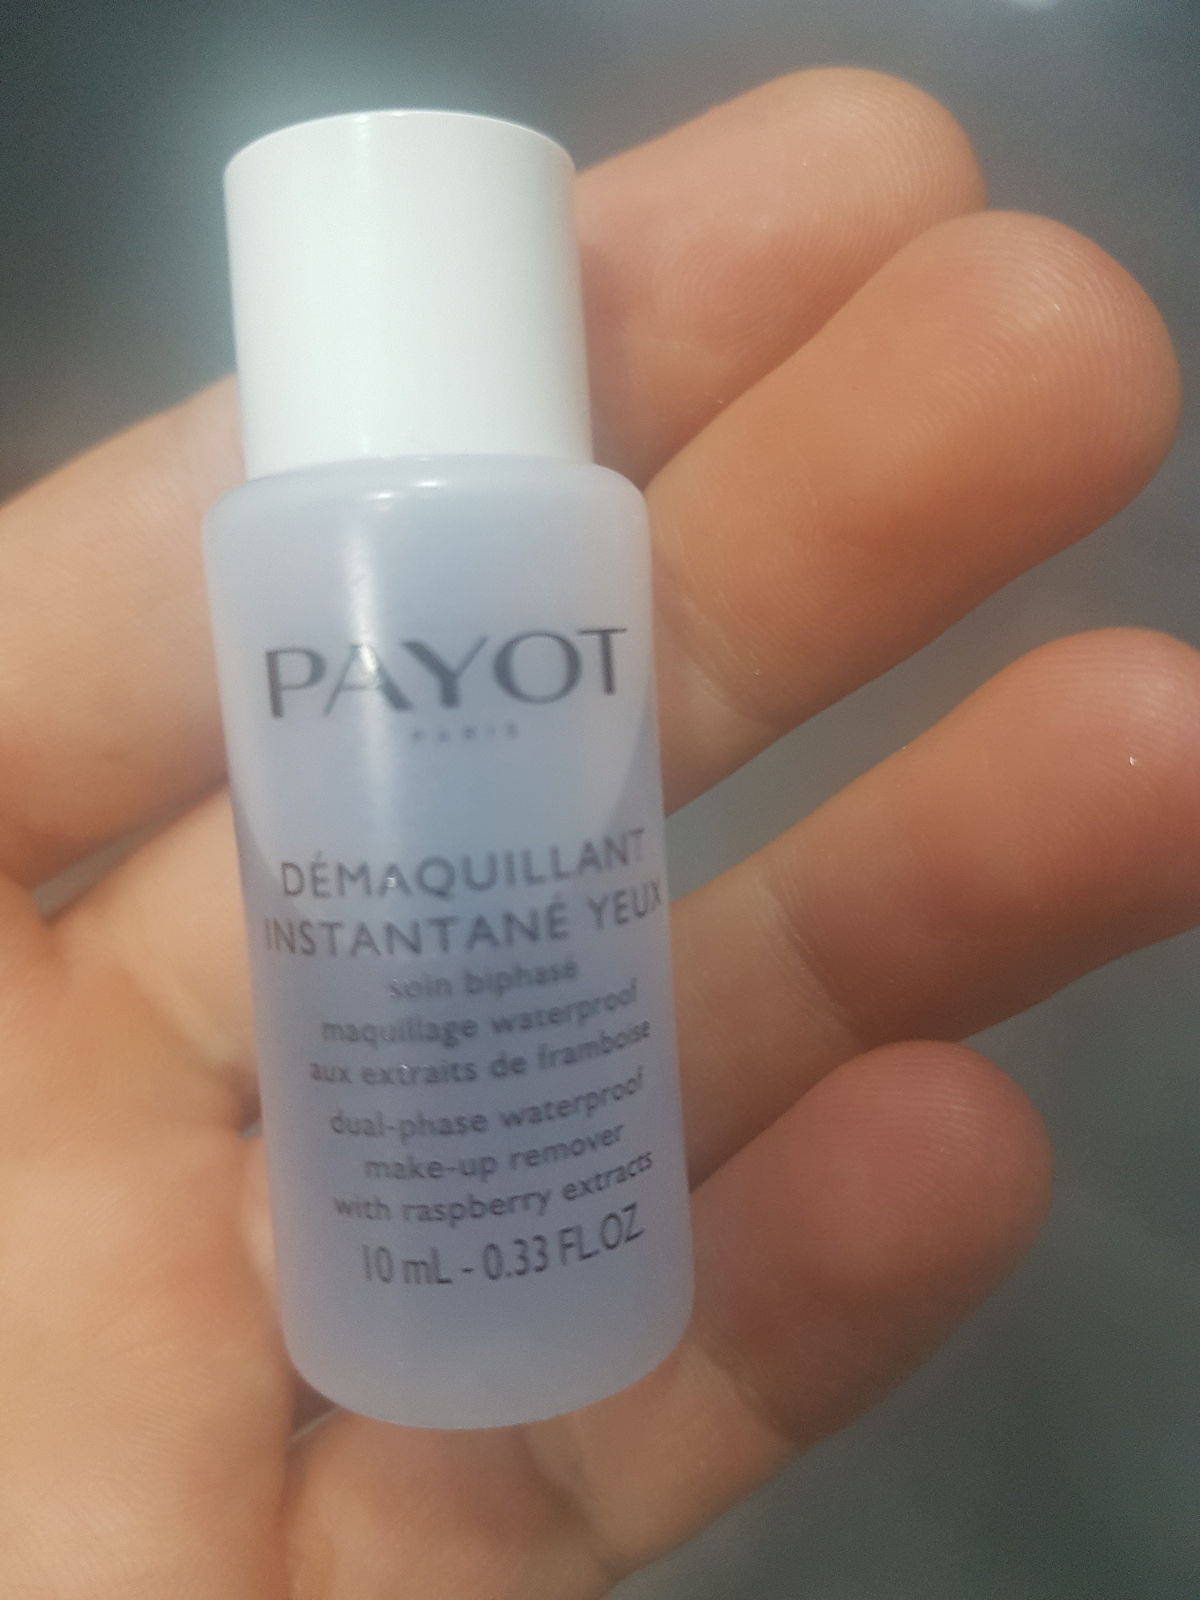 PAYOT
PARIS
DÉMAQUILLANT
INSTANTANÉ YEUX
soin biphasé
maquillage waterproof
aux extraits de framboise
dual-phase waterproof
make-up remover
with raspberry extracts
10 mL - 0.33 FL.OZ